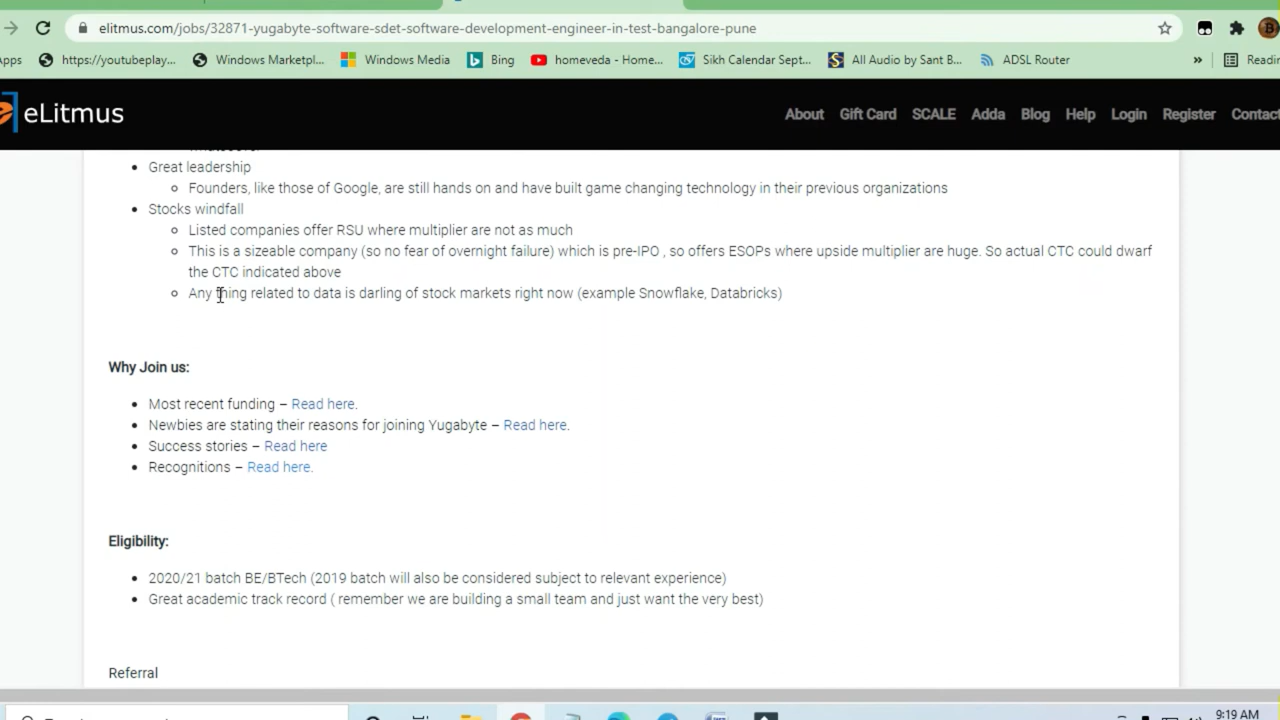 elitmus.com/jobs/32871-yugabyte-software-sdet-software-development-engineer-in-test-bangalore-pune
Apps https://youtubeplay... Windows Marketpl... Windows Media Bing homeveda - Home... Sikh Calendar Sept... All Audio by Sant B... ADSL Router » Readin
eLitmus About Gift Card SCALE Adda Blog Help Login Register Contact
Great leadership
Founders, like those of Google, are still hands on and have built game changing technology in their previous organizations
Stocks windfall
Listed companies offer RSU where multiplier are not as much
This is a sizeable company (so no fear of overnight failure) which is pre-IPO , so offers ESOPs where upside multiplier are huge. So actual CTC could dwarf
the CTC indicated above
Any thing related to data is darling of stock markets right now (example Snowflake, Databricks)
Why Join us:
Most recent funding – Read here.
Newbies are stating their reasons for joining Yugabyte – Read here.
Success stories – Read here
Recognitions – Read here.
Eligibility:
2020/21 batch BE/BTech (2019 batch will also be considered subject to relevant experience)
Great academic track record ( remember we are building a small team and just want the very best)
Referral
9:19 AM